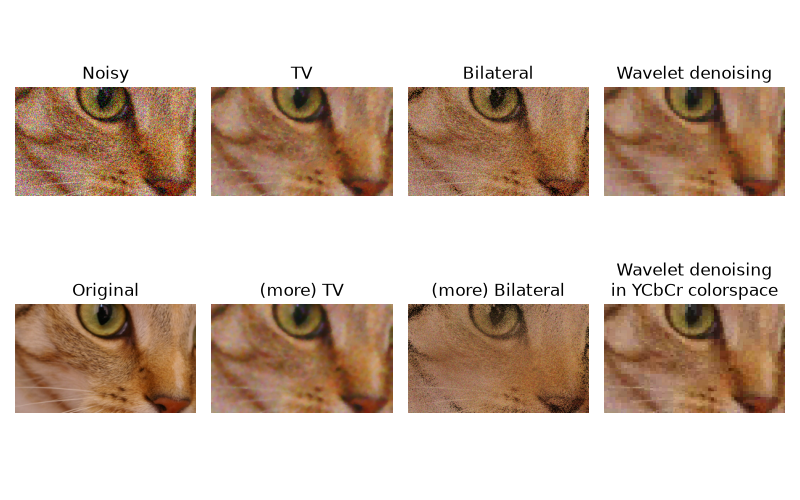 Noisy
TV
Bilateral
Wavelet denoising
Original
(more) TV
(more) Bilateral
Wavelet denoising
in YCbCr colorspace